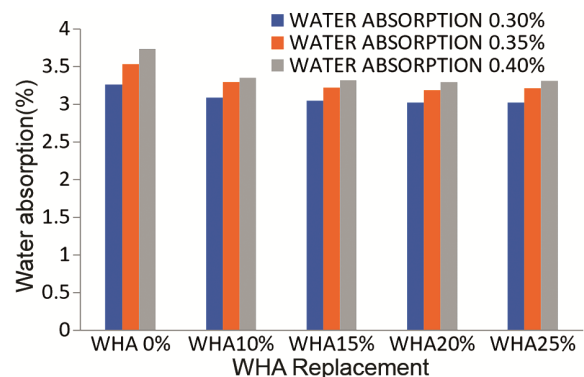 WATER ABSORPTION 0.30%
WATER ABSORPTION 0.35%
WATER ABSORPTION 0.40%
Water absorption(%)
4
3.5
3
2.5
2
1.5
1
0.5
0
WHA 0% WHA10% WHA15% WHA20% WHA25%
WHA Replacement